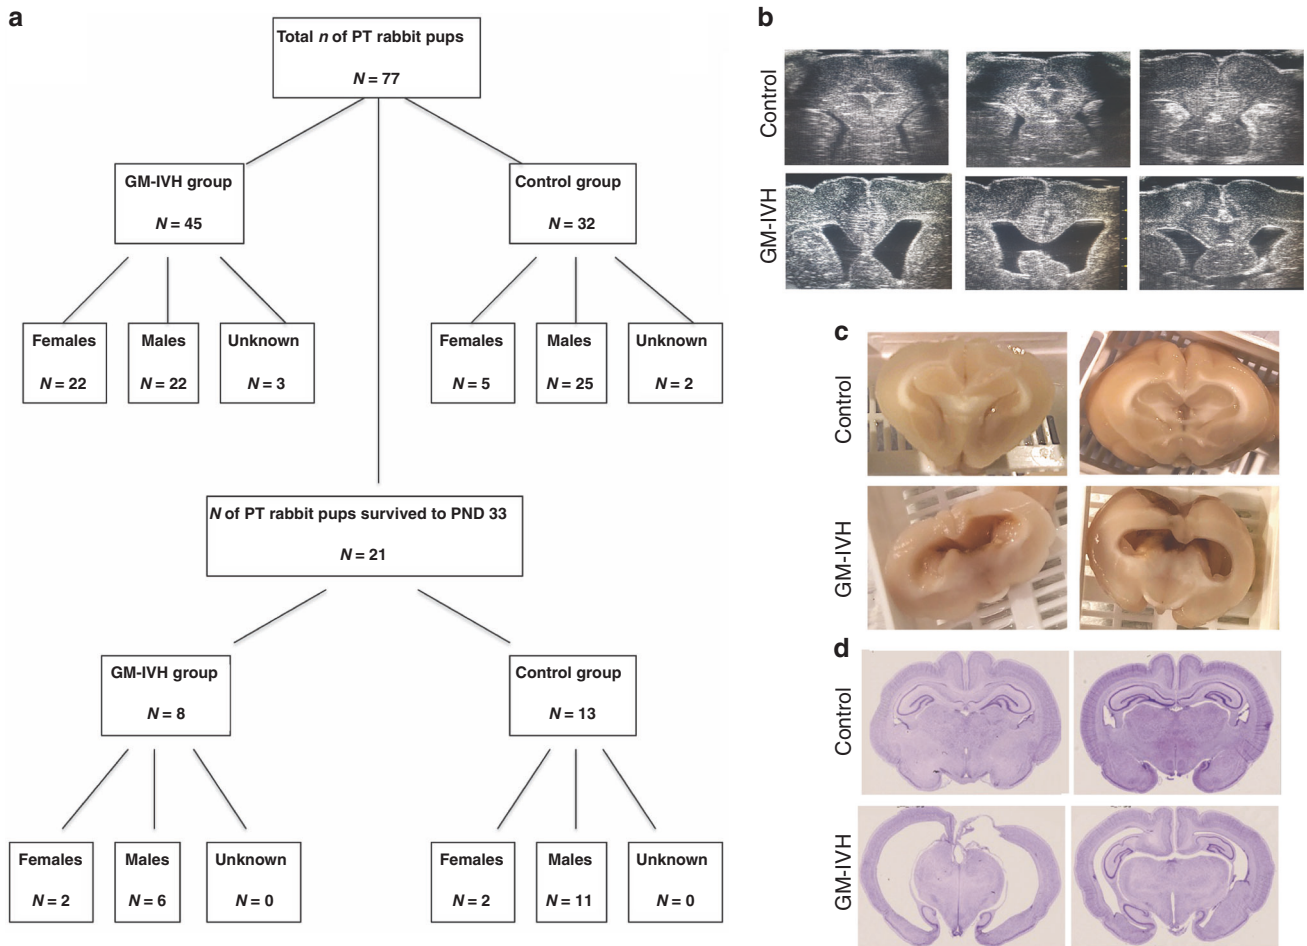 a
Total n of PT rabbit pups
N = 77
GM-IVH group
N = 45
Control group
N = 32
Females
N = 22
Males
N = 22
Unknown
N = 3
Females
N = 5
Males
N = 25
Unknown
N = 2
N of PT rabbit pups survived to PND 33
N = 21
GM-IVH group
N = 8
Control group
N = 13
Females
N = 2
Males
N = 6
Unknown
N = 0
Females
N = 2
Males
N = 11
Unknown
N = 0
b
Control
GM-IVH
c
Control
GM-IVH
d
Control
GM-IVH